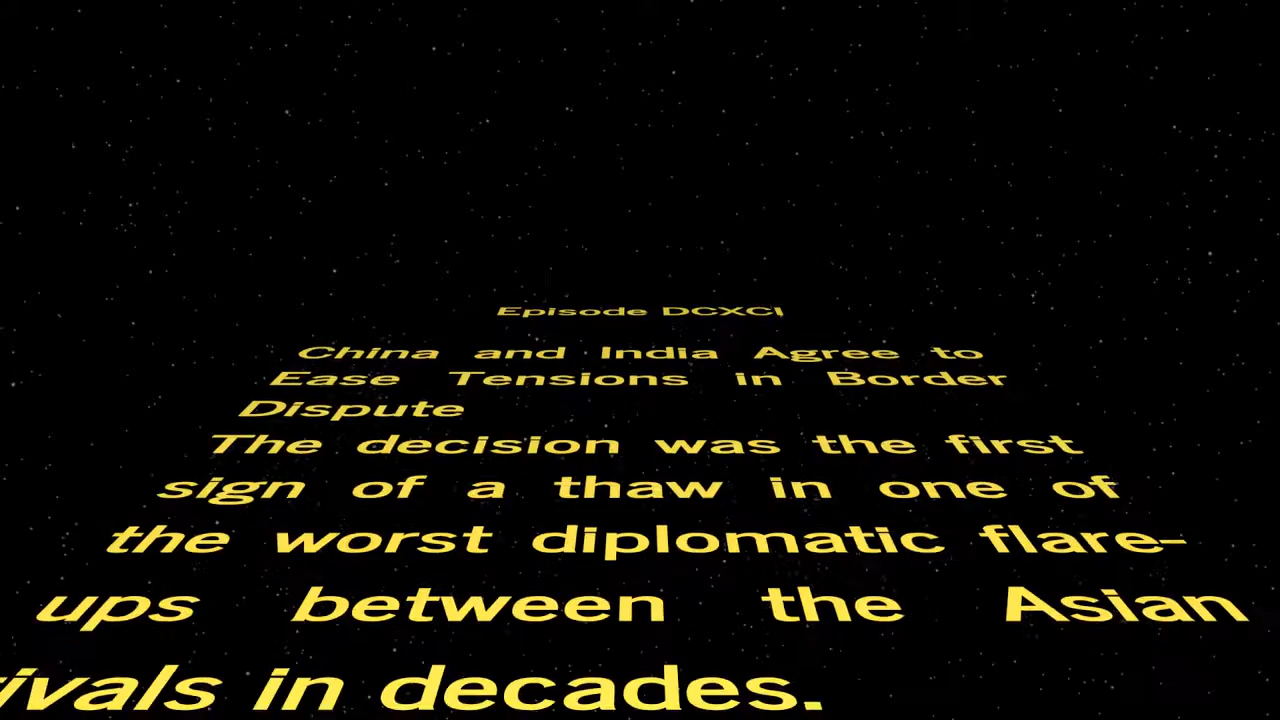 Episode DCXCI
China and India Agree to
Ease Tensions in Border
Dispute
The decision was the first
sign of a thaw in one of
the worst diplomatic flare-
ups between the Asian
rivals in decades.